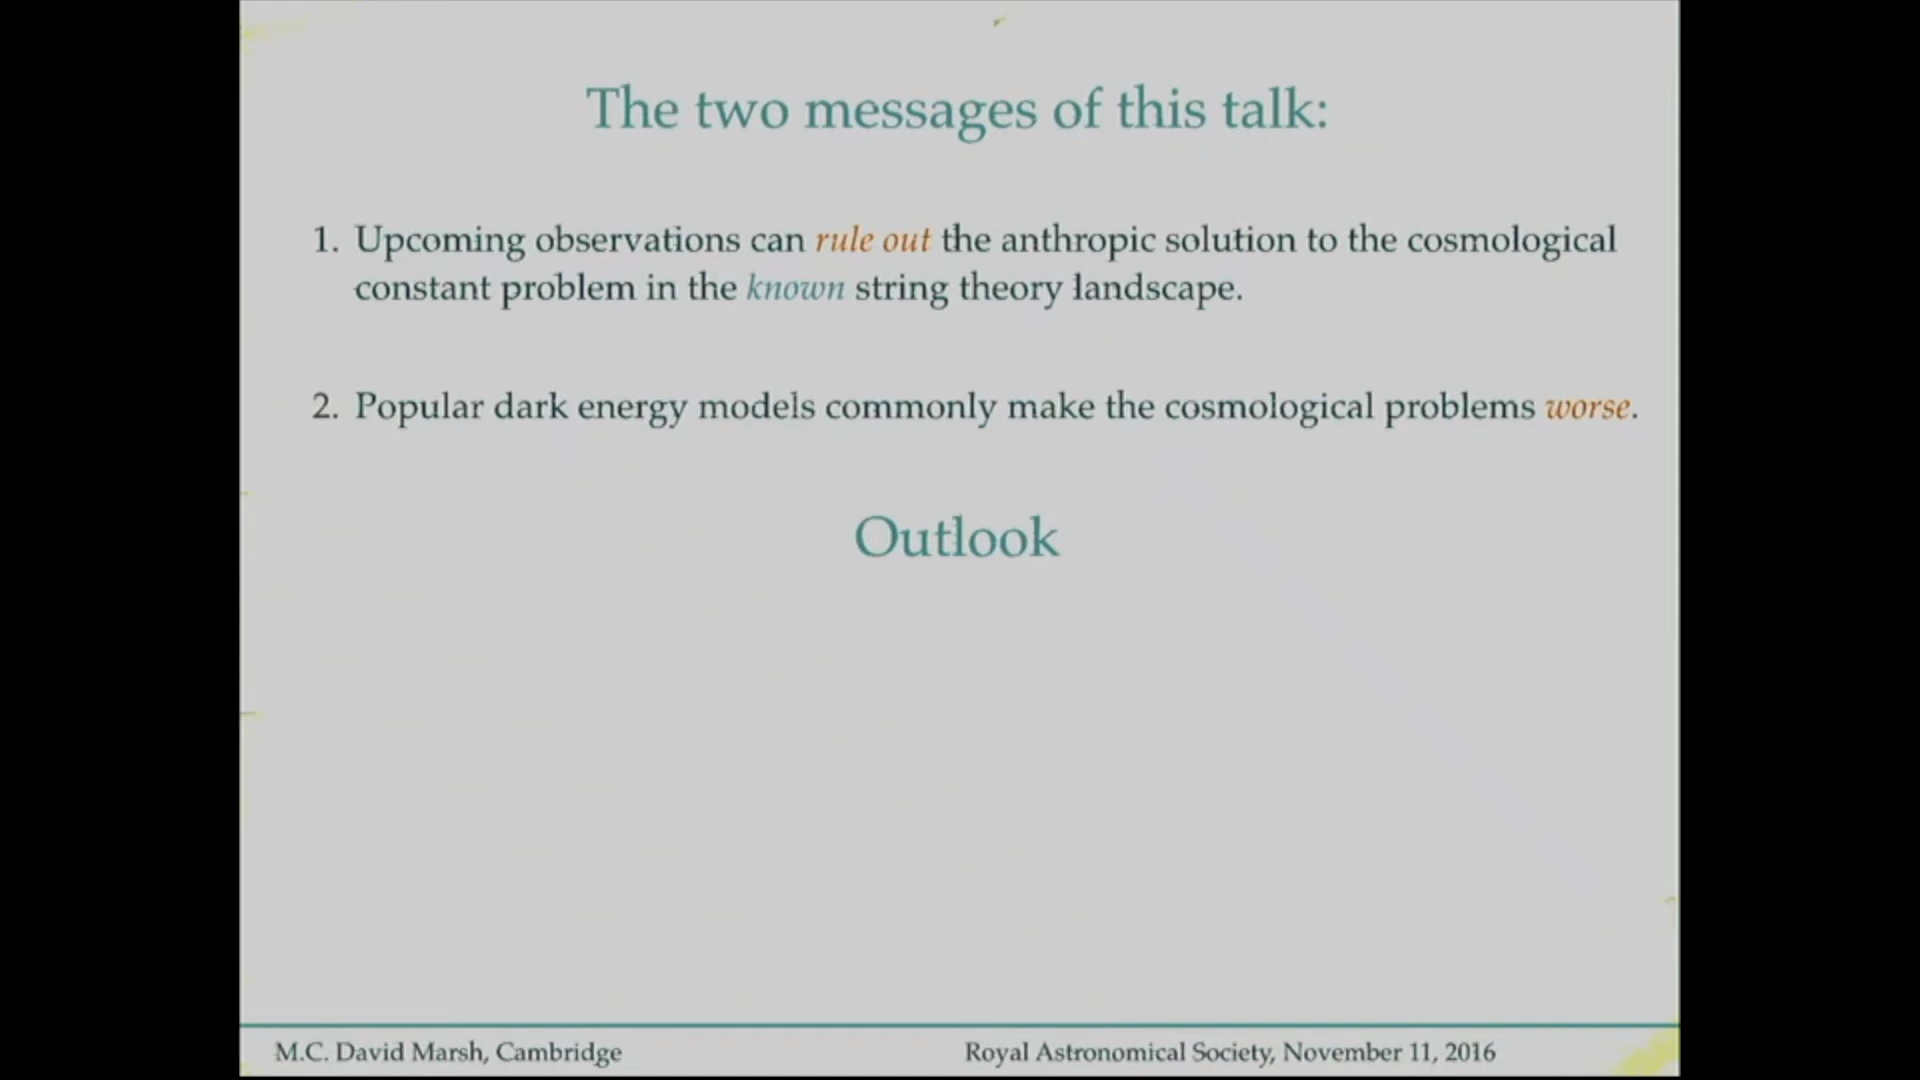 The two messages of this talk:
1. Upcoming observations can rule out the anthropic solution to the cosmological
constant problem in the known string theory landscape.
2. Popular dark energy models commonly make the cosmological problems worse.
Outlook
M.C. David Marsh, Cambridge
Royal Astronomical Society, November 11, 2016